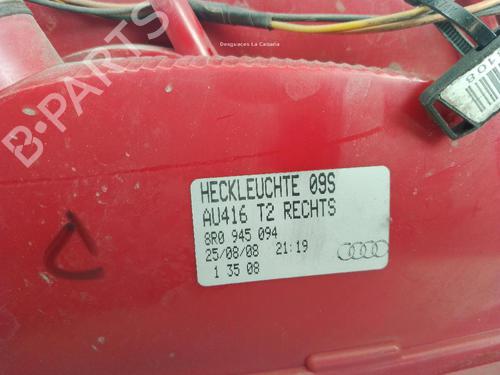 Desguaces La Cabaña
B-PARTS
1708
HECKLEUCHTE 09S
AU416 T2 RECHTS
8R0 945 094
25/08/08 21:19
1 35 08